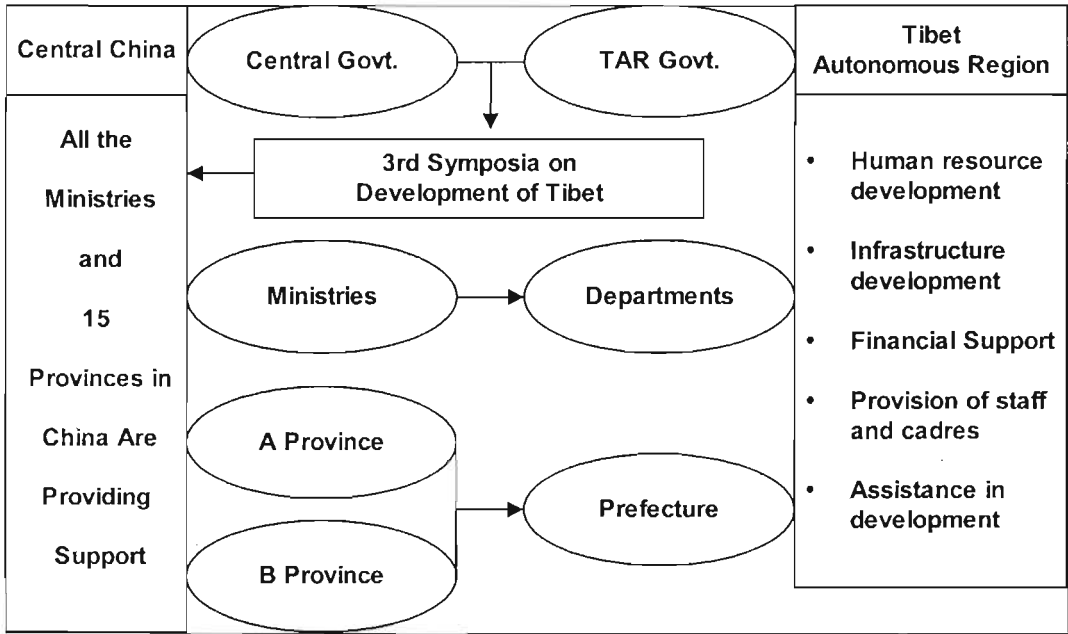 Central China
All the
Ministries
and
15
Provinces in
China Are
Providing
Support
Central Govt.
TAR Govt.
3rd Symposia on
Development of Tibet
Ministries
Departments
A Province
B Province
Prefecture
Tibet
Autonomous Region
• Human resource
development
• Infrastructure
development
• Financial Support
• Provision of staff
and cadres
• Assistance in
development